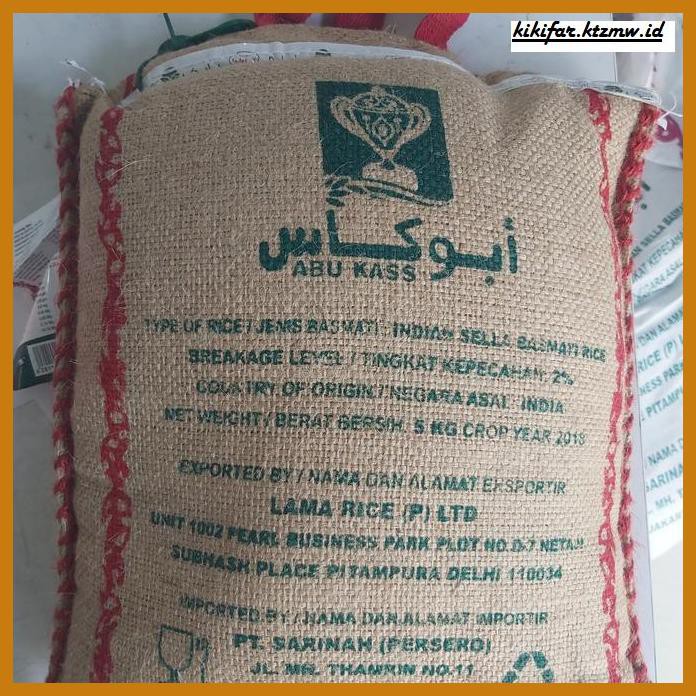 kikifar.ktzmw.id
أبو كاس
ABU KASS
TYPE OF RICE / JENIS BASMATI : INDIAN SELLA BASMATI RICE
BREAKAGE LEVEL / TINGKAT KEPECAHAN: 2%
COUNTRY OF ORIGIN / NEGARA ASAL : INDIA
NET WEIGHT / BERAT BERSIH: 5 KG CROP YEAR 2018
EXPORTED BY / NAMA DAN ALAMAT EKSPORTIR
LAMA RICE (P) LTD
UNIT 1002 PEARL BUSINESS PARK PLOT NO.D-7 NETAJI
SUBHASH PLACE PITAMPURA DELHI 110034
IMPORTED BY / NAMA DAN ALAMAT IMPORTIR
PT. SARINAH (PERSERO)
JL. MH. THAMRIN NO.11